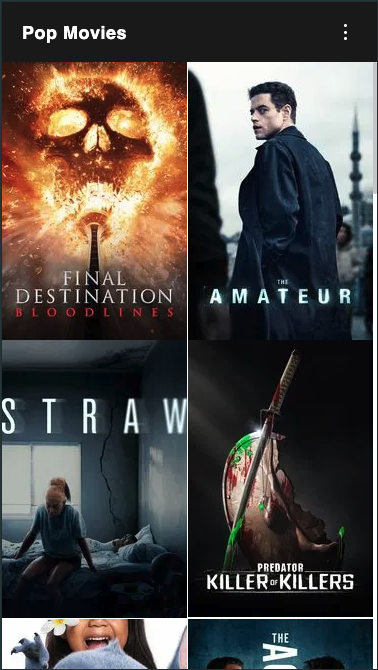 Pop Movies
FINAL
DESTINATION
BLOODLINES
THE
AMATEUR
STRAW
PREDATOR
KILLER OF KILLERS
THE
A